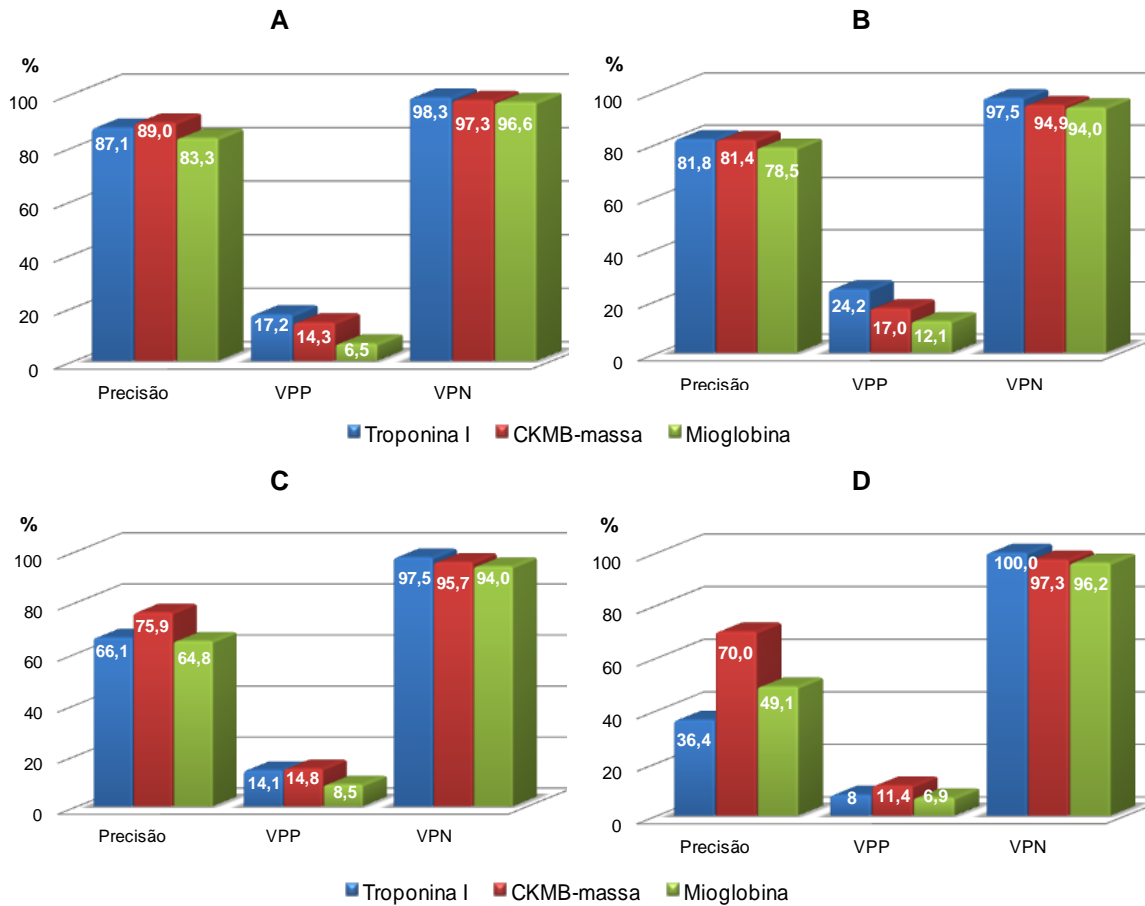 A
%
100
80
60
40
20
0
87,1 89,0 83,3
17,2 14,3 6,5
98,3 97,3 96,6
Precisão VPP VPN
B
%
100
80
60
40
20
0
81,8 81,4 78,5
24,2 17,0 12,1
97,5 94,9 94,0
Precisão VPP VPN
Troponina I CKMB-massa Mioglobina
C
%
100
80
60
40
20
0
66,1 75,9 64,8
14,1 14,8 8,5
97,5 95,7 94,0
Precisão VPP VPN
D
%
100
80
60
40
20
0
36,4 70,0 49,1
8 11,4 6,9
100,0 97,3 96,2
Precisão VPP VPN
Troponina I CKMB-massa Mioglobina